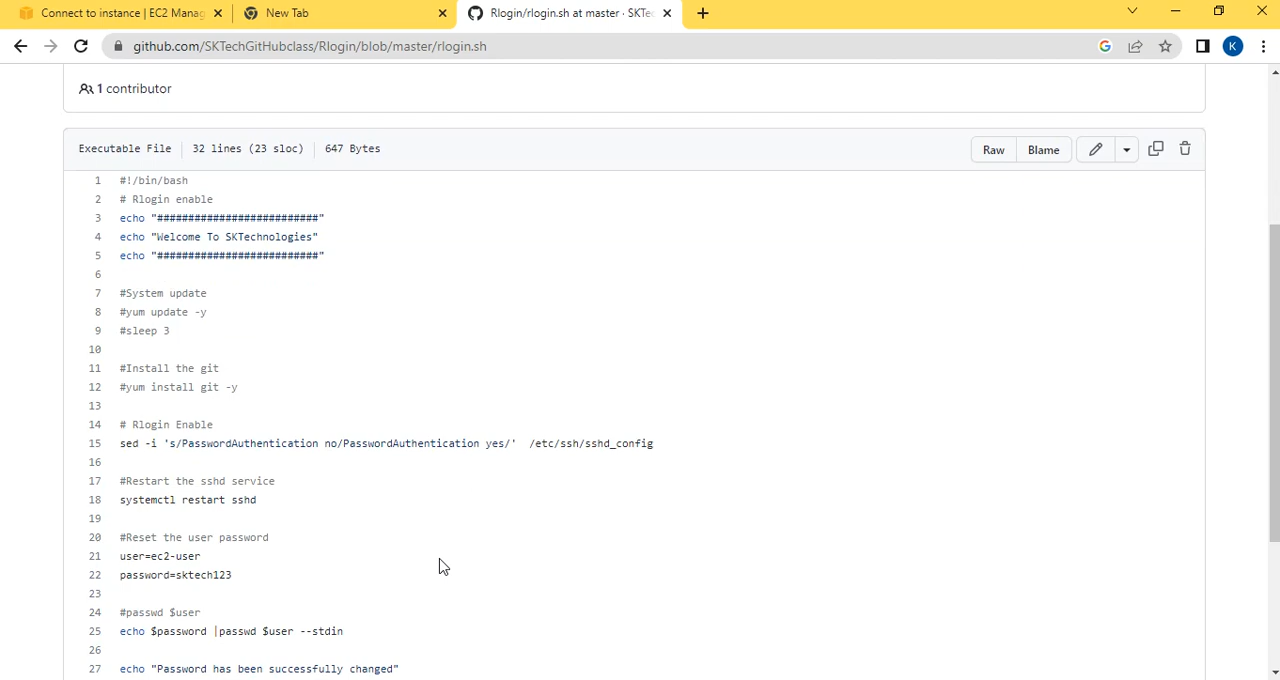 Connect to instance | EC2 Manag
New Tab
Rlogin/rlogin.sh at master · SKTec
github.com/SKTechGitHubclass/Rlogin/blob/master/rlogin.sh
K
1 contributor
Executable File 32 lines (23 sloc) 647 Bytes
Raw Blame
1 #!/bin/bash
2 # Rlogin enable
3 echo "##########################"
4 echo "Welcome To SKTechnologies"
5 echo "##########################"
6
7 #System update
8 #yum update -y
9 #sleep 3
10
11 #Install the git
12 #yum install git -y
13
14 # Rlogin Enable
15 sed -i 's/PasswordAuthentication no/PasswordAuthentication yes/'  /etc/ssh/sshd_config
16
17 #Restart the sshd service
18 systemctl restart sshd
19
20 #Reset the user password
21 user=ec2-user
22 password=sktech123
23
24 #passwd $user
25 echo $password |passwd $user --stdin
26
27 echo "Password has been successfully changed"